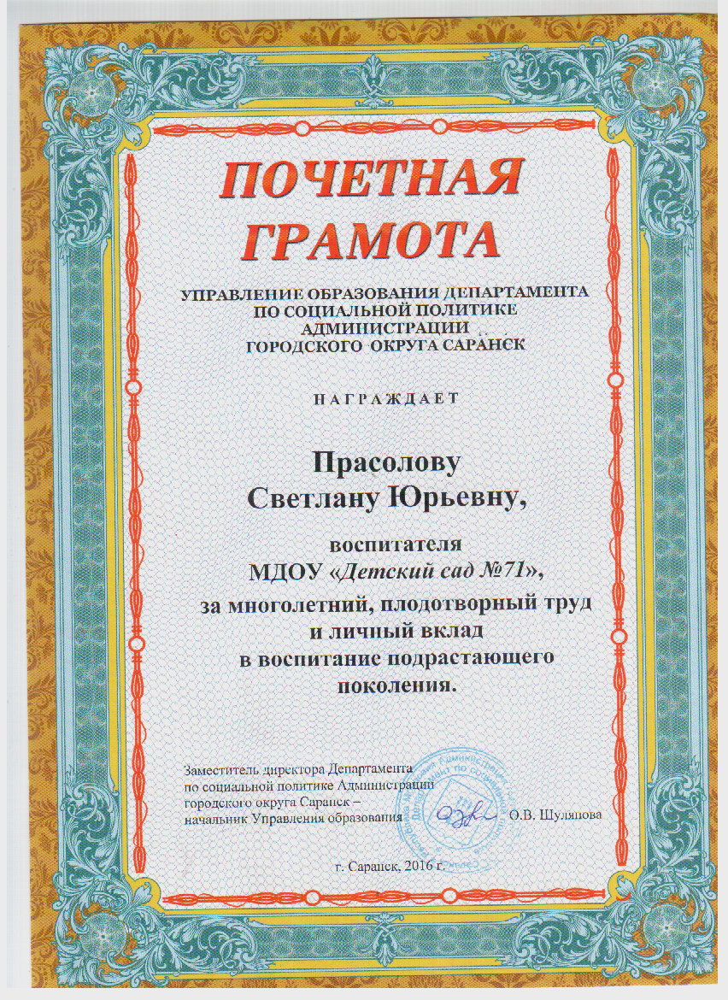 ПОЧЕТНАЯ
ГРАМОТА
УПРАВЛЕНИЕ ОБРАЗОВАНИЯ ДЕПАРТАМЕНТА
ПО СОЦИАЛЬНОЙ ПОЛИТИКЕ
АДМИНИСТРАЦИИ
ГОРОДСКОГО ОКРУГА САРАНСК
НАГРАЖДАЕТ
Прасолову
Светлану Юрьевну,
воспитателя
МДОУ «Детский сад №71»,
за многолетний, плодотворный труд
и личный вклад
в воспитание подрастающего
поколения.
Заместитель директора Департамента
по социальной политике Администрации
городского округа Саранск –
начальник Управления образования
О.В. Шуляпова
г. Саранск, 2016 г.